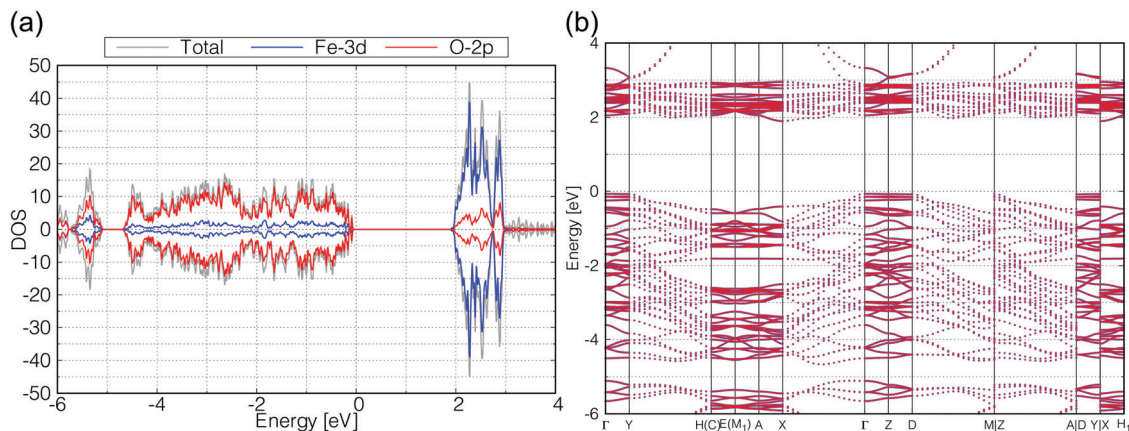 (a)
Total Fe-3d O-2p
50
40
30
20
10
0
-10
-20
-30
-40
-50
DOS
-6 -4 -2 0 2 4
Energy [eV]
(b)
4
2
0
-2
-4
-6
Energy [eV]
Γ Y H(C) E(M₁) A X Γ Z D M|Z A|D Y|X H₁